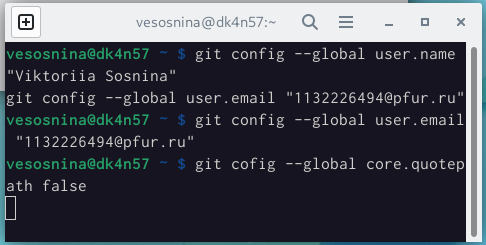 vesosnina@dk4n57:~
vesosnina@dk4n57 ~ $ git config --global user.name
"Viktoriia Sosnina"
git config --global user.email "1132226494@pfur.ru"
vesosnina@dk4n57 ~ $ git config --global user.email
"1132226494@pfur.ru"
vesosnina@dk4n57 ~ $ git cofig --global core.quotep
ath false